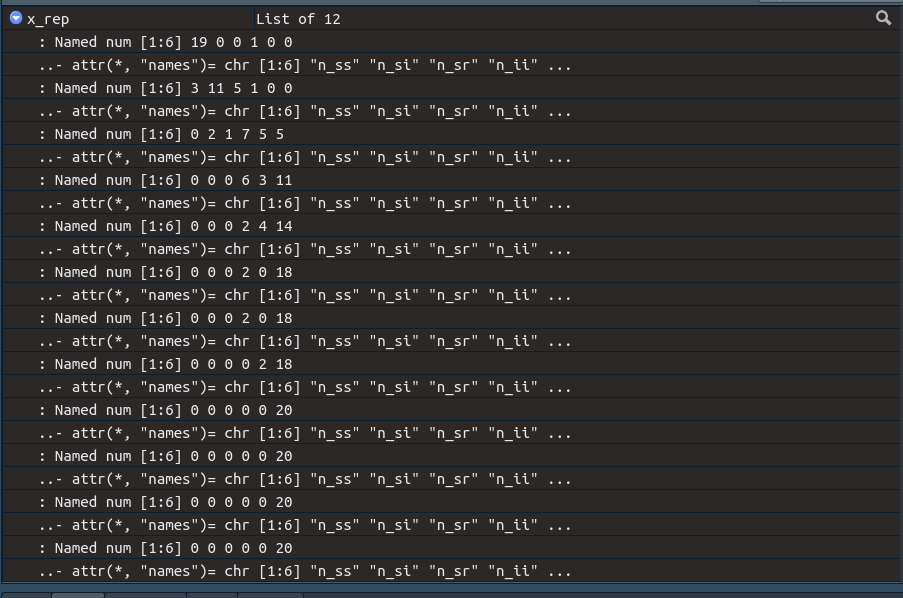 x_rep List of 12
: Named num [1:6] 19 0 0 1 0 0
..- attr(*, "names")= chr [1:6] "n_ss" "n_si" "n_sr" "n_ii" ...
: Named num [1:6] 3 11 5 1 0 0
..- attr(*, "names")= chr [1:6] "n_ss" "n_si" "n_sr" "n_ii" ...
: Named num [1:6] 0 2 1 7 5 5
..- attr(*, "names")= chr [1:6] "n_ss" "n_si" "n_sr" "n_ii" ...
: Named num [1:6] 0 0 0 6 3 11
..- attr(*, "names")= chr [1:6] "n_ss" "n_si" "n_sr" "n_ii" ...
: Named num [1:6] 0 0 0 2 4 14
..- attr(*, "names")= chr [1:6] "n_ss" "n_si" "n_sr" "n_ii" ...
: Named num [1:6] 0 0 0 2 0 18
..- attr(*, "names")= chr [1:6] "n_ss" "n_si" "n_sr" "n_ii" ...
: Named num [1:6] 0 0 0 2 0 18
..- attr(*, "names")= chr [1:6] "n_ss" "n_si" "n_sr" "n_ii" ...
: Named num [1:6] 0 0 0 0 2 18
..- attr(*, "names")= chr [1:6] "n_ss" "n_si" "n_sr" "n_ii" ...
: Named num [1:6] 0 0 0 0 0 20
..- attr(*, "names")= chr [1:6] "n_ss" "n_si" "n_sr" "n_ii" ...
: Named num [1:6] 0 0 0 0 0 20
..- attr(*, "names")= chr [1:6] "n_ss" "n_si" "n_sr" "n_ii" ...
: Named num [1:6] 0 0 0 0 0 20
..- attr(*, "names")= chr [1:6] "n_ss" "n_si" "n_sr" "n_ii" ...
: Named num [1:6] 0 0 0 0 0 20
..- attr(*, "names")= chr [1:6] "n_ss" "n_si" "n_sr" "n_ii" ...